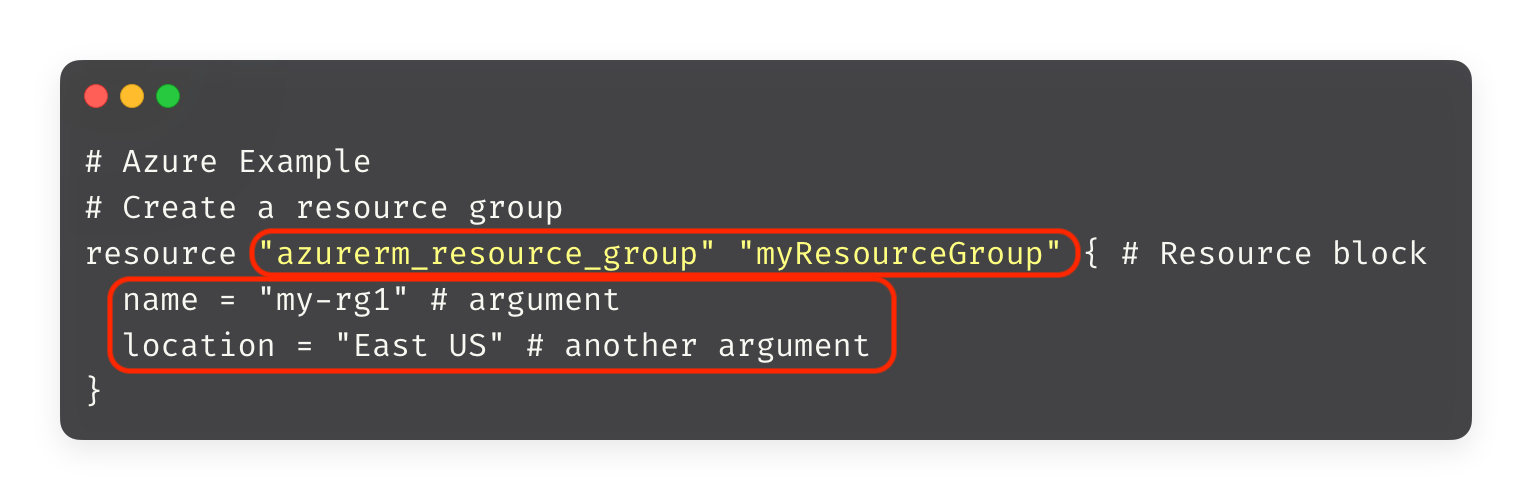 # Azure Example
# Create a resource group
resource "azurerm_resource_group" "myResourceGroup" { # Resource block
  name = "my-rg1" # argument
  location = "East US" # another argument
}